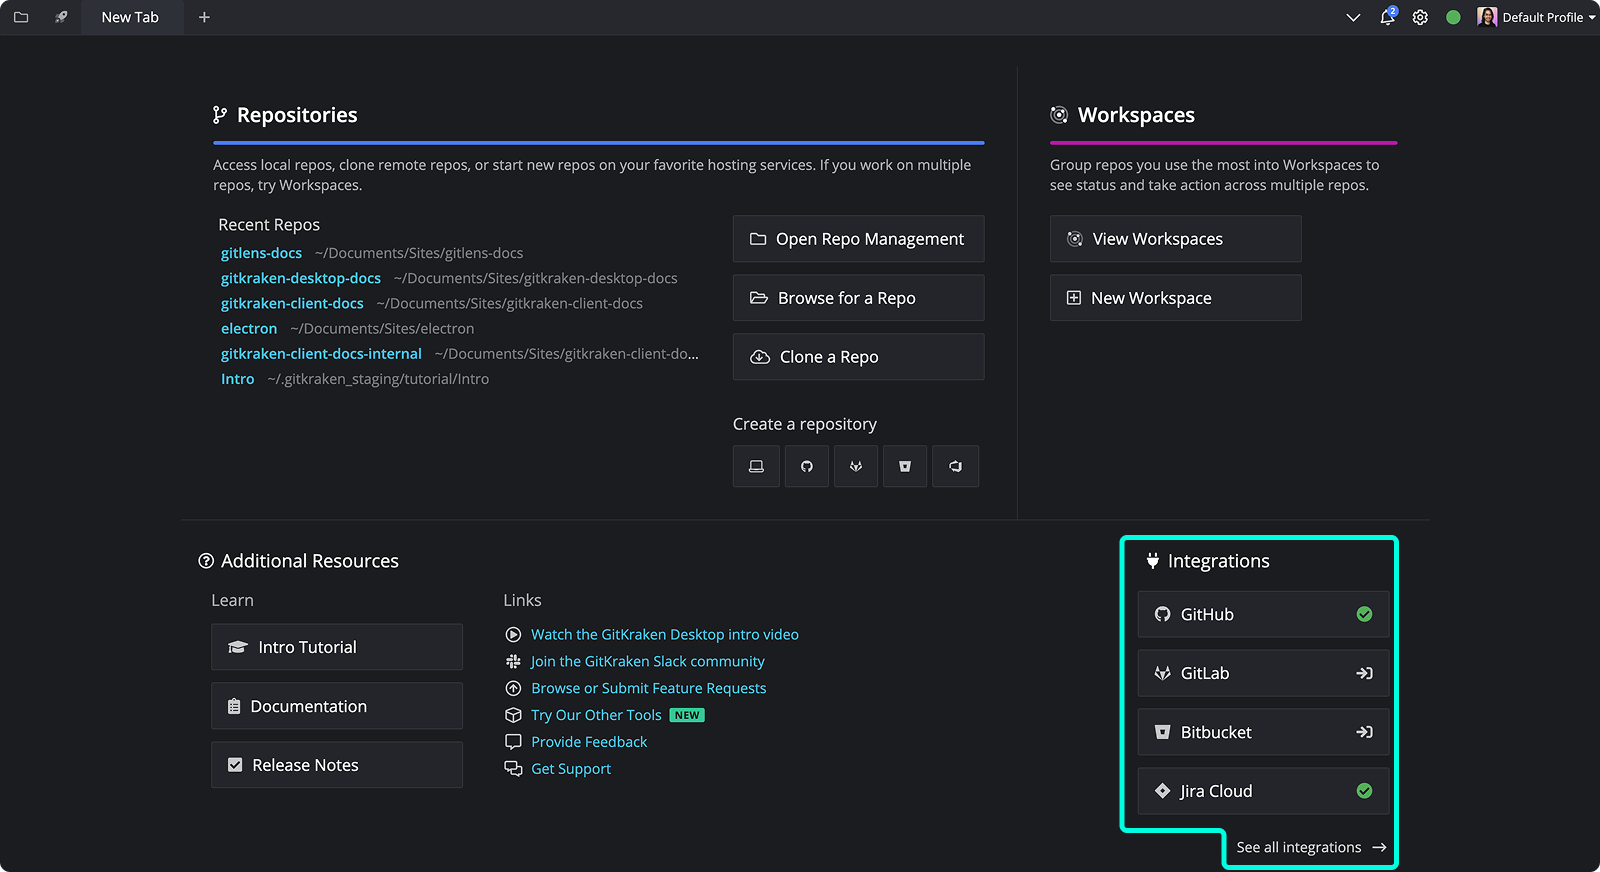 New Tab
2
Default Profile
Repositories
Access local repos, clone remote repos, or start new repos on your favorite hosting services. If you work on multiple
repos, try Workspaces.
Recent Repos
gitlens-docs ~/Documents/Sites/gitlens-docs
gitkraken-desktop-docs ~/Documents/Sites/gitkraken-desktop-docs
gitkraken-client-docs ~/Documents/Sites/gitkraken-client-docs
electron ~/Documents/Sites/electron
gitkraken-client-docs-internal ~/Documents/Sites/gitkraken-client-do...
Intro ~/.gitkraken_staging/tutorial/Intro
Open Repo Management
Browse for a Repo
Clone a Repo
Create a repository
Workspaces
Group repos you use the most into Workspaces to
see status and take action across multiple repos.
View Workspaces
New Workspace
Additional Resources
Learn
Intro Tutorial
Documentation
Release Notes
Links
Watch the GitKraken Desktop intro video
Join the GitKraken Slack community
Browse or Submit Feature Requests
Try Our Other Tools NEW
Provide Feedback
Get Support
Integrations
GitHub
GitLab
Bitbucket
Jira Cloud
See all integrations →